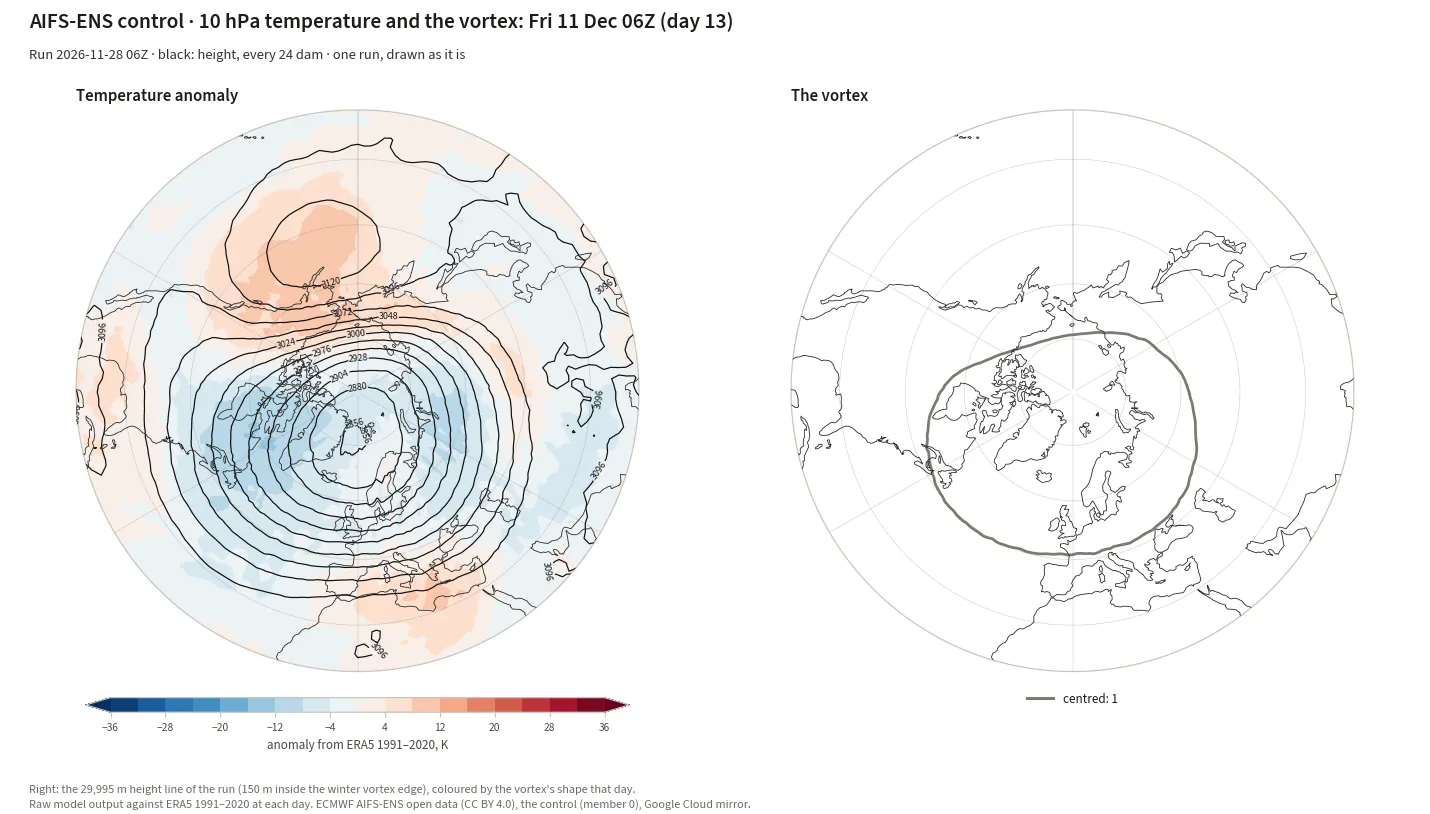 AIFS-ENS control · 10 hPa temperature and the vortex: Fri 11 Dec 06Z (day 13)
Run 2026-11-28 06Z · black: height, every 24 dam · one run, drawn as it is
Temperature anomaly
The vortex
3120
3096
3096
3072
3048
3096
3000
3024
2976
2928
2904
2880
3096
3096
3096
3096
−36 −28 −20 −12 −4 4 12 20 28 36
anomaly from ERA5 1991–2020, K
centred: 1
Right: the 29,995 m height line of the run (150 m inside the winter vortex edge), coloured by the vortex's shape that day.
Raw model output against ERA5 1991–2020 at each day. ECMWF AIFS-ENS open data (CC BY 4.0), the control (member 0), Google Cloud mirror.